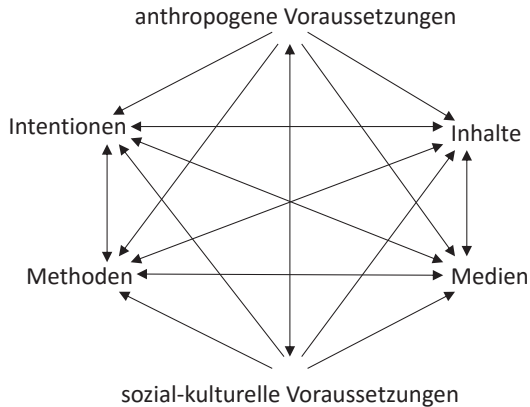 anthropogene Voraussetzungen
Intentionen
Inhalte
Methoden
Medien
sozial-kulturelle Voraussetzungen